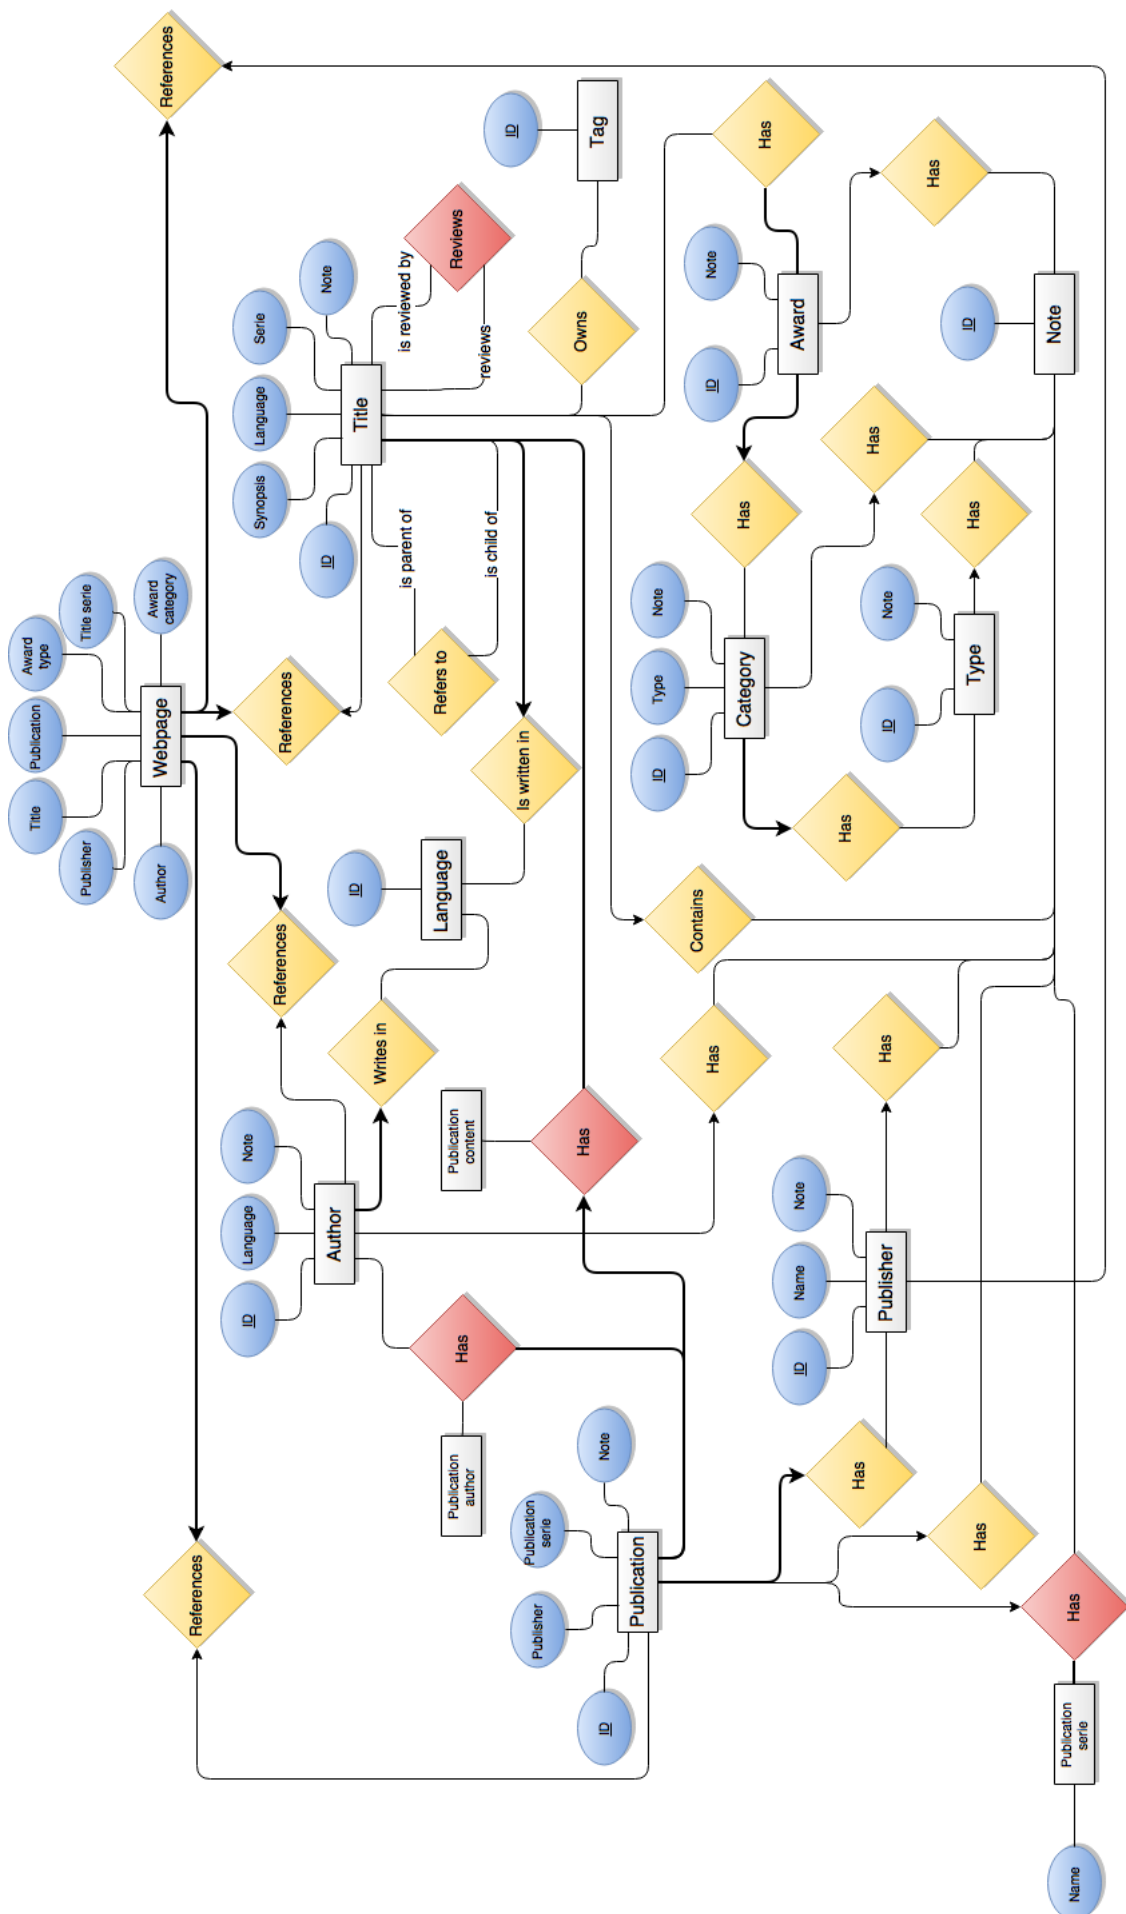 Title
Publication
Award
type
Publisher
Title serie
Author
Webpage
Award
category
References
References
ID
Language
Note
Synopsis
Language
Serie
References
References
ID
Note
Author
Title
ID
Writes in
is parent of
is reviewed by
Language
Refers to
Reviews
Publication
author
Has
Publication
content
is child of
reviews
ID
Is written in
Publisher
Publication
serie
Has
Owns
Tag
ID
Note
Publication
ID
Type
Note
Contains
Has
ID
Note
Category
Has
Has
ID
Name
Note
Award
Has
Has
Has
Has
Publisher
ID
Note
Has
Has
Has
Type
Has
ID
Note
Name
Publication
serie
Has